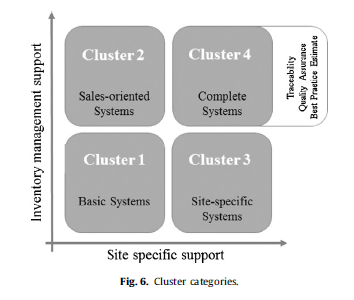 Inventory management support
Cluster 2
Sales-oriented
Systems
Cluster 4
Complete
Systems
Traceability
Quality Assurance
Best Practice Estimate
Cluster 1
Basic Systems
Cluster 3
Site-specific
Systems
Site specific support
Fig. 6. Cluster categories.